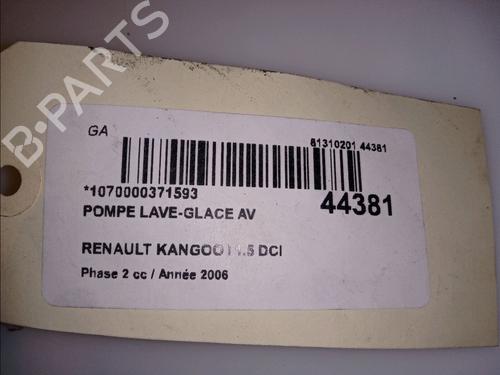 B-PARTS
GA
81310201 44381
*1070000371593
44381
POMPE LAVE-GLACE AV
RENAULT KANGOO I 1.5 DCI
Phase 2 cc / Année 2006